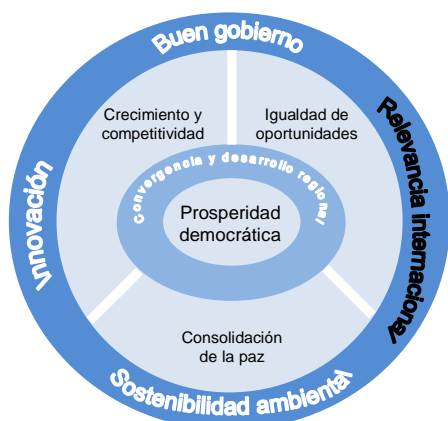 Buen gobierno
Crecimiento y
competitividad
Igualdad de
oportunidades
Convergencia y desarrollo regional
Prosperidad
democrática
Innovación
Relevancia internacional
Consolidación
de la paz
Sostenibilidad ambiental